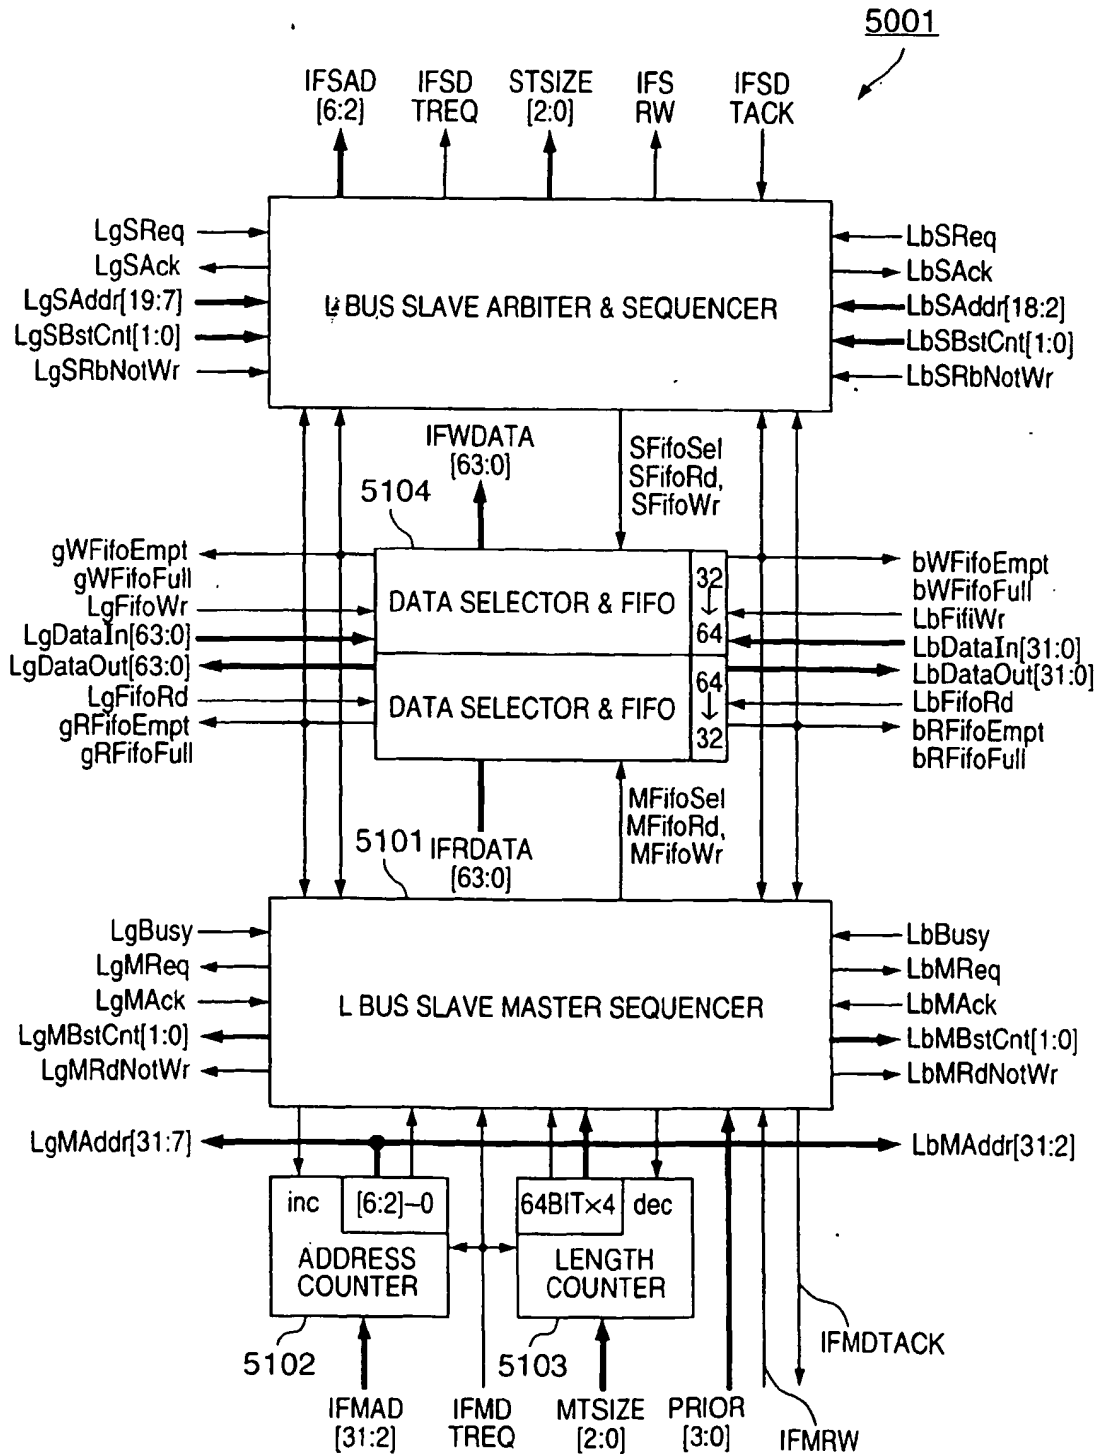 5001
IFSAD
[6:2]
IFSD
TREQ
STSIZE
[2:0]
IFS
RW
IFSD
TACK
LgSReq
LgSAck
LgSAddr[19:7]
LgSBstCnt[1:0]
LgSRbNotWr
BUS SLAVE ARBITER & SEQUENCER
LbSReq
LbSAck
LbSAddr[18:2]
LbSBstCnt[1:0]
LbSRbNotWr
IFWDATA
[63:0]
SFifoSel
SFifoRd,
SFifoWr
5104
gWFifoEmpt
gWFifoFull
LgFifoWr
LgDataIn[63:0]
LgDataOut[63:0]
LgFifoRd
gRFifoEmpt
gRFifoFull
DATA SELECTOR & FIFO
32
64
DATA SELECTOR & FIFO
64
32
bWFifoEmpt
bWFifoFull
LbFifiWr
LbDataIn[31:0]
LbDataOut[31:0]
LbFifoRd
bRFifoEmpt
bRFifoFull
MFifoSel
MFifoRd,
MFifoWr
5101
IFRDATA
[63:0]
LgBusy
LgMReq
LgMAck
LgMBstCnt[1:0]
LgMRdNotWr
L BUS SLAVE MASTER SEQUENCER
LbBusy
LbMReq
LbMAck
LbMBstCnt[1:0]
LbMRdNotWr
LgMAddr[31:7]
LbMAddr[31:2]
inc
[6:2]–0
ADDRESS
COUNTER
64BIT×4
dec
LENGTH
COUNTER
5102
5103
IFMDTACK
IFMAD
[31:2]
IFMD
TREQ
MTSIZE
[2:0]
PRIOR
[3:0]
IFMRW